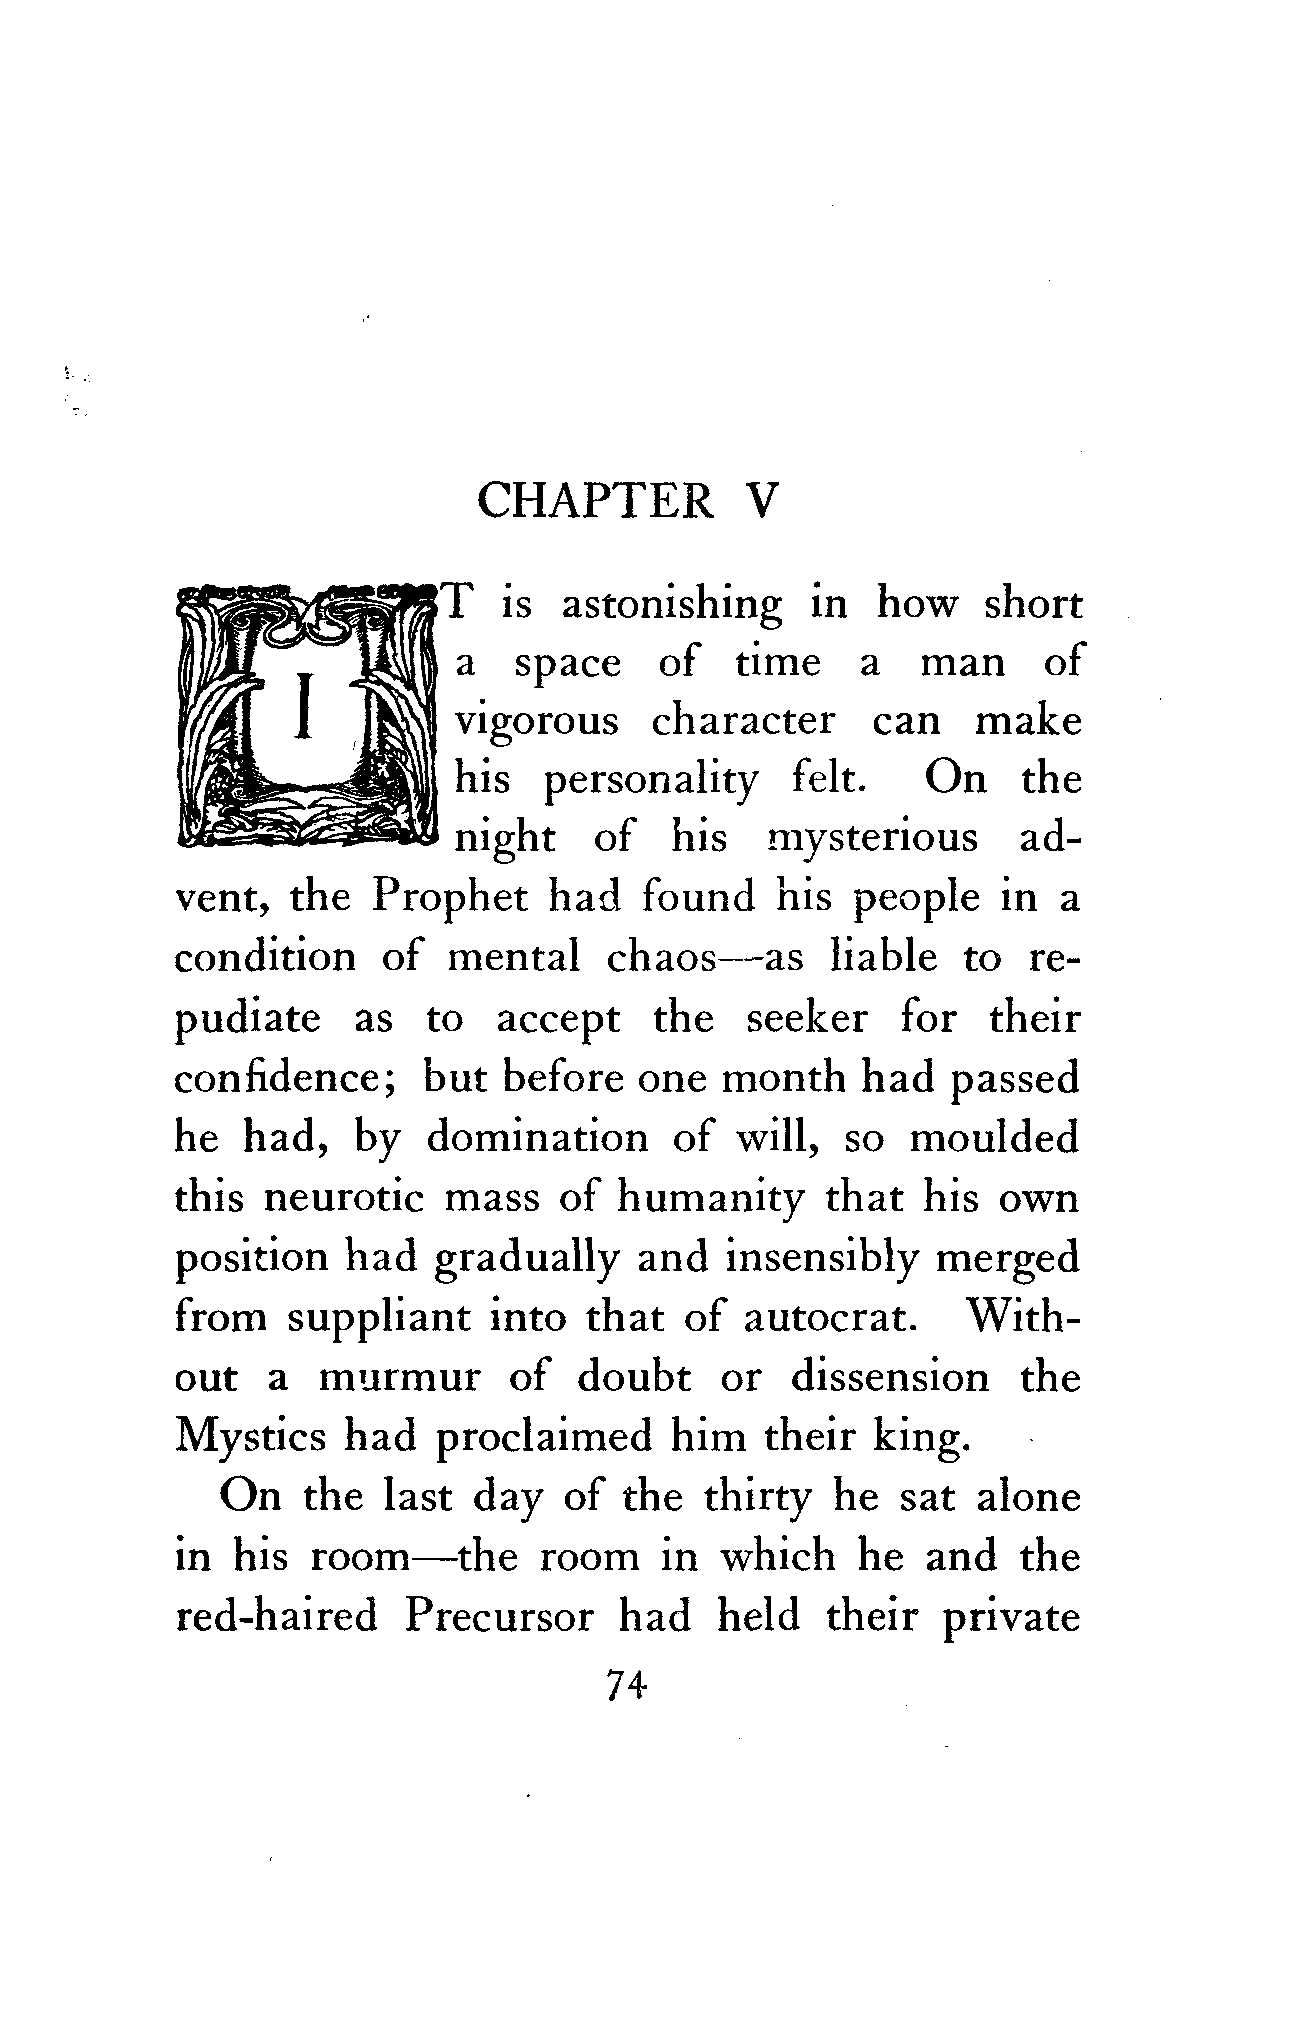 CHAPTER V
IT is astonishing in how short
a space of time a man of
vigorous character can make
his personality felt. On the
night of his mysterious ad-
vent, the Prophet had found his people in a
condition of mental chaos—as liable to re-
pudiate as to accept the seeker for their
confidence; but before one month had passed
he had, by domination of will, so moulded
this neurotic mass of humanity that his own
position had gradually and insensibly merged
from suppliant into that of autocrat. With-
out a murmur of doubt or dissension the
Mystics had proclaimed him their king.
On the last day of the thirty he sat alone
in his room—the room in which he and the
red-haired Precursor had held their private
74